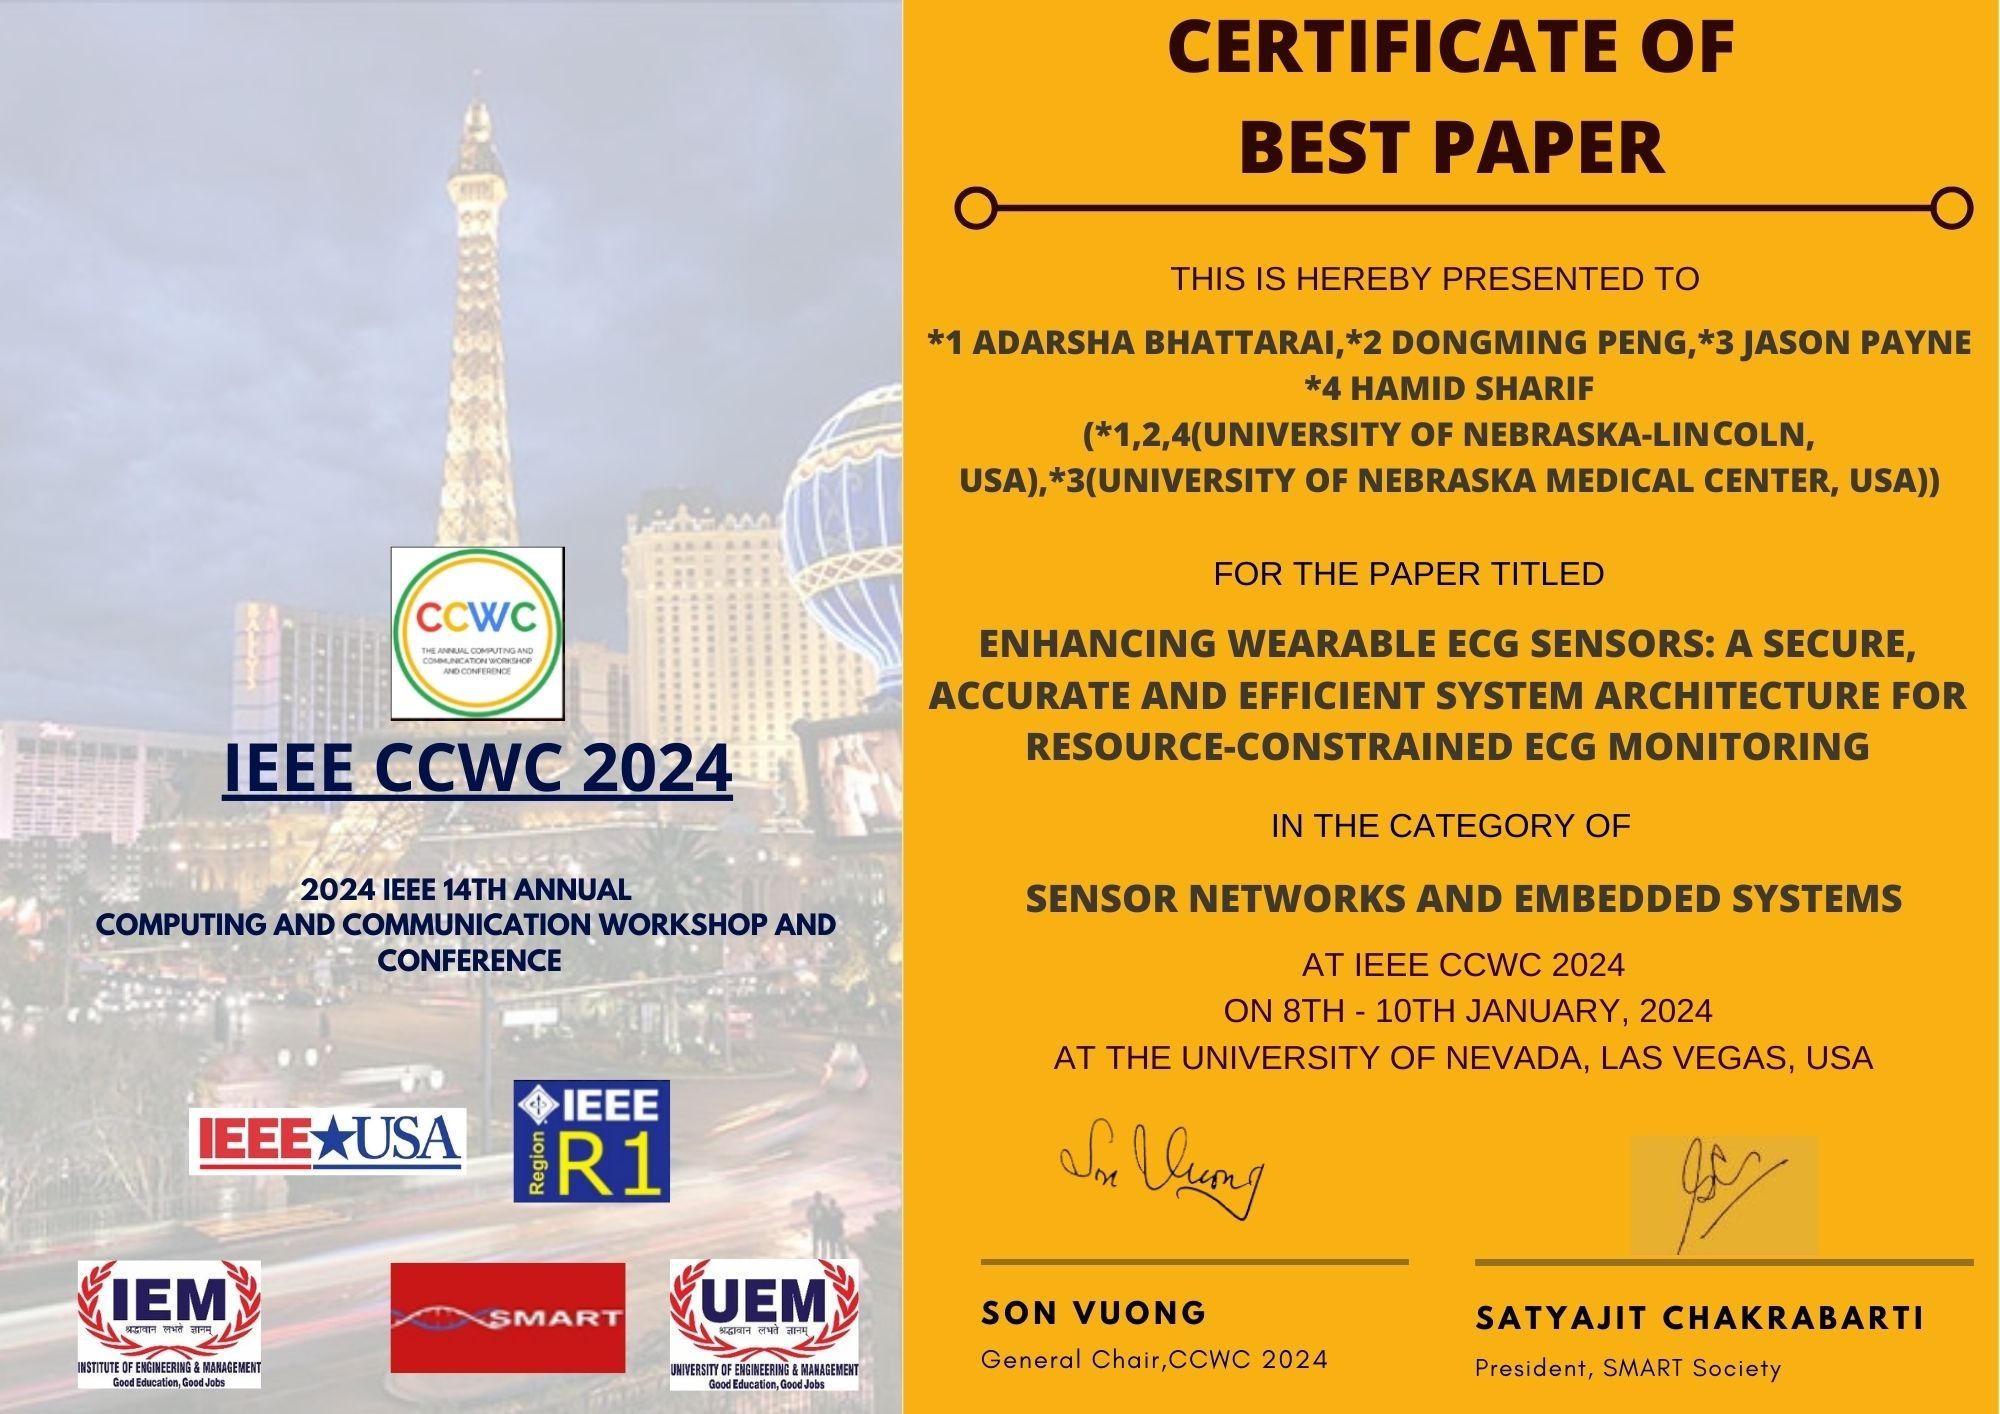 CCWC
THE ANNUAL COMPUTING AND
COMMUNICATION WORKSHOP
AND CONFERENCE
IEEE CCWC 2024
2024 IEEE 14TH ANNUAL
COMPUTING AND COMMUNICATION WORKSHOP AND
CONFERENCE
IEEE★USA
IEEE
Region R1
IEM
श्रद्धावान लभते ज्ञानम्
INSTITUTE OF ENGINEERING & MANAGEMENT
Good Education, Good Jobs
SMART
UEM
श्रद्धावान लभते ज्ञानम्
UNIVERSITY OF ENGINEERING & MANAGEMENT
Good Education, Good Jobs
CERTIFICATE OF
BEST PAPER
THIS IS HEREBY PRESENTED TO
*1 ADARSHA BHATTARAI,*2 DONGMING PENG,*3 JASON PAYNE
*4 HAMID SHARIF
(*1,2,4(UNIVERSITY OF NEBRASKA-LINCOLN,
USA),*3(UNIVERSITY OF NEBRASKA MEDICAL CENTER, USA))
FOR THE PAPER TITLED
ENHANCING WEARABLE ECG SENSORS: A SECURE,
ACCURATE AND EFFICIENT SYSTEM ARCHITECTURE FOR
RESOURCE-CONSTRAINED ECG MONITORING
IN THE CATEGORY OF
SENSOR NETWORKS AND EMBEDDED SYSTEMS
AT IEEE CCWC 2024
ON 8TH - 10TH JANUARY, 2024
AT THE UNIVERSITY OF NEVADA, LAS VEGAS, USA
Son Vuong
SON VUONG
General Chair,CCWC 2024
SATYAJIT CHAKRABARTI
President, SMART Society